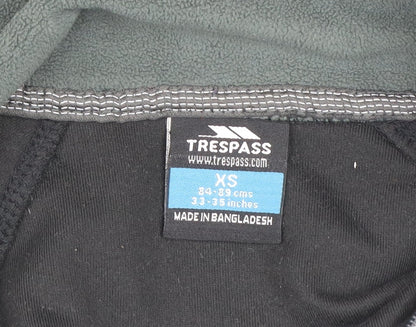 TRESPASS
www.trespass.com
XS
84-89 cms
33-35 inches
MADE IN BANGLADESH